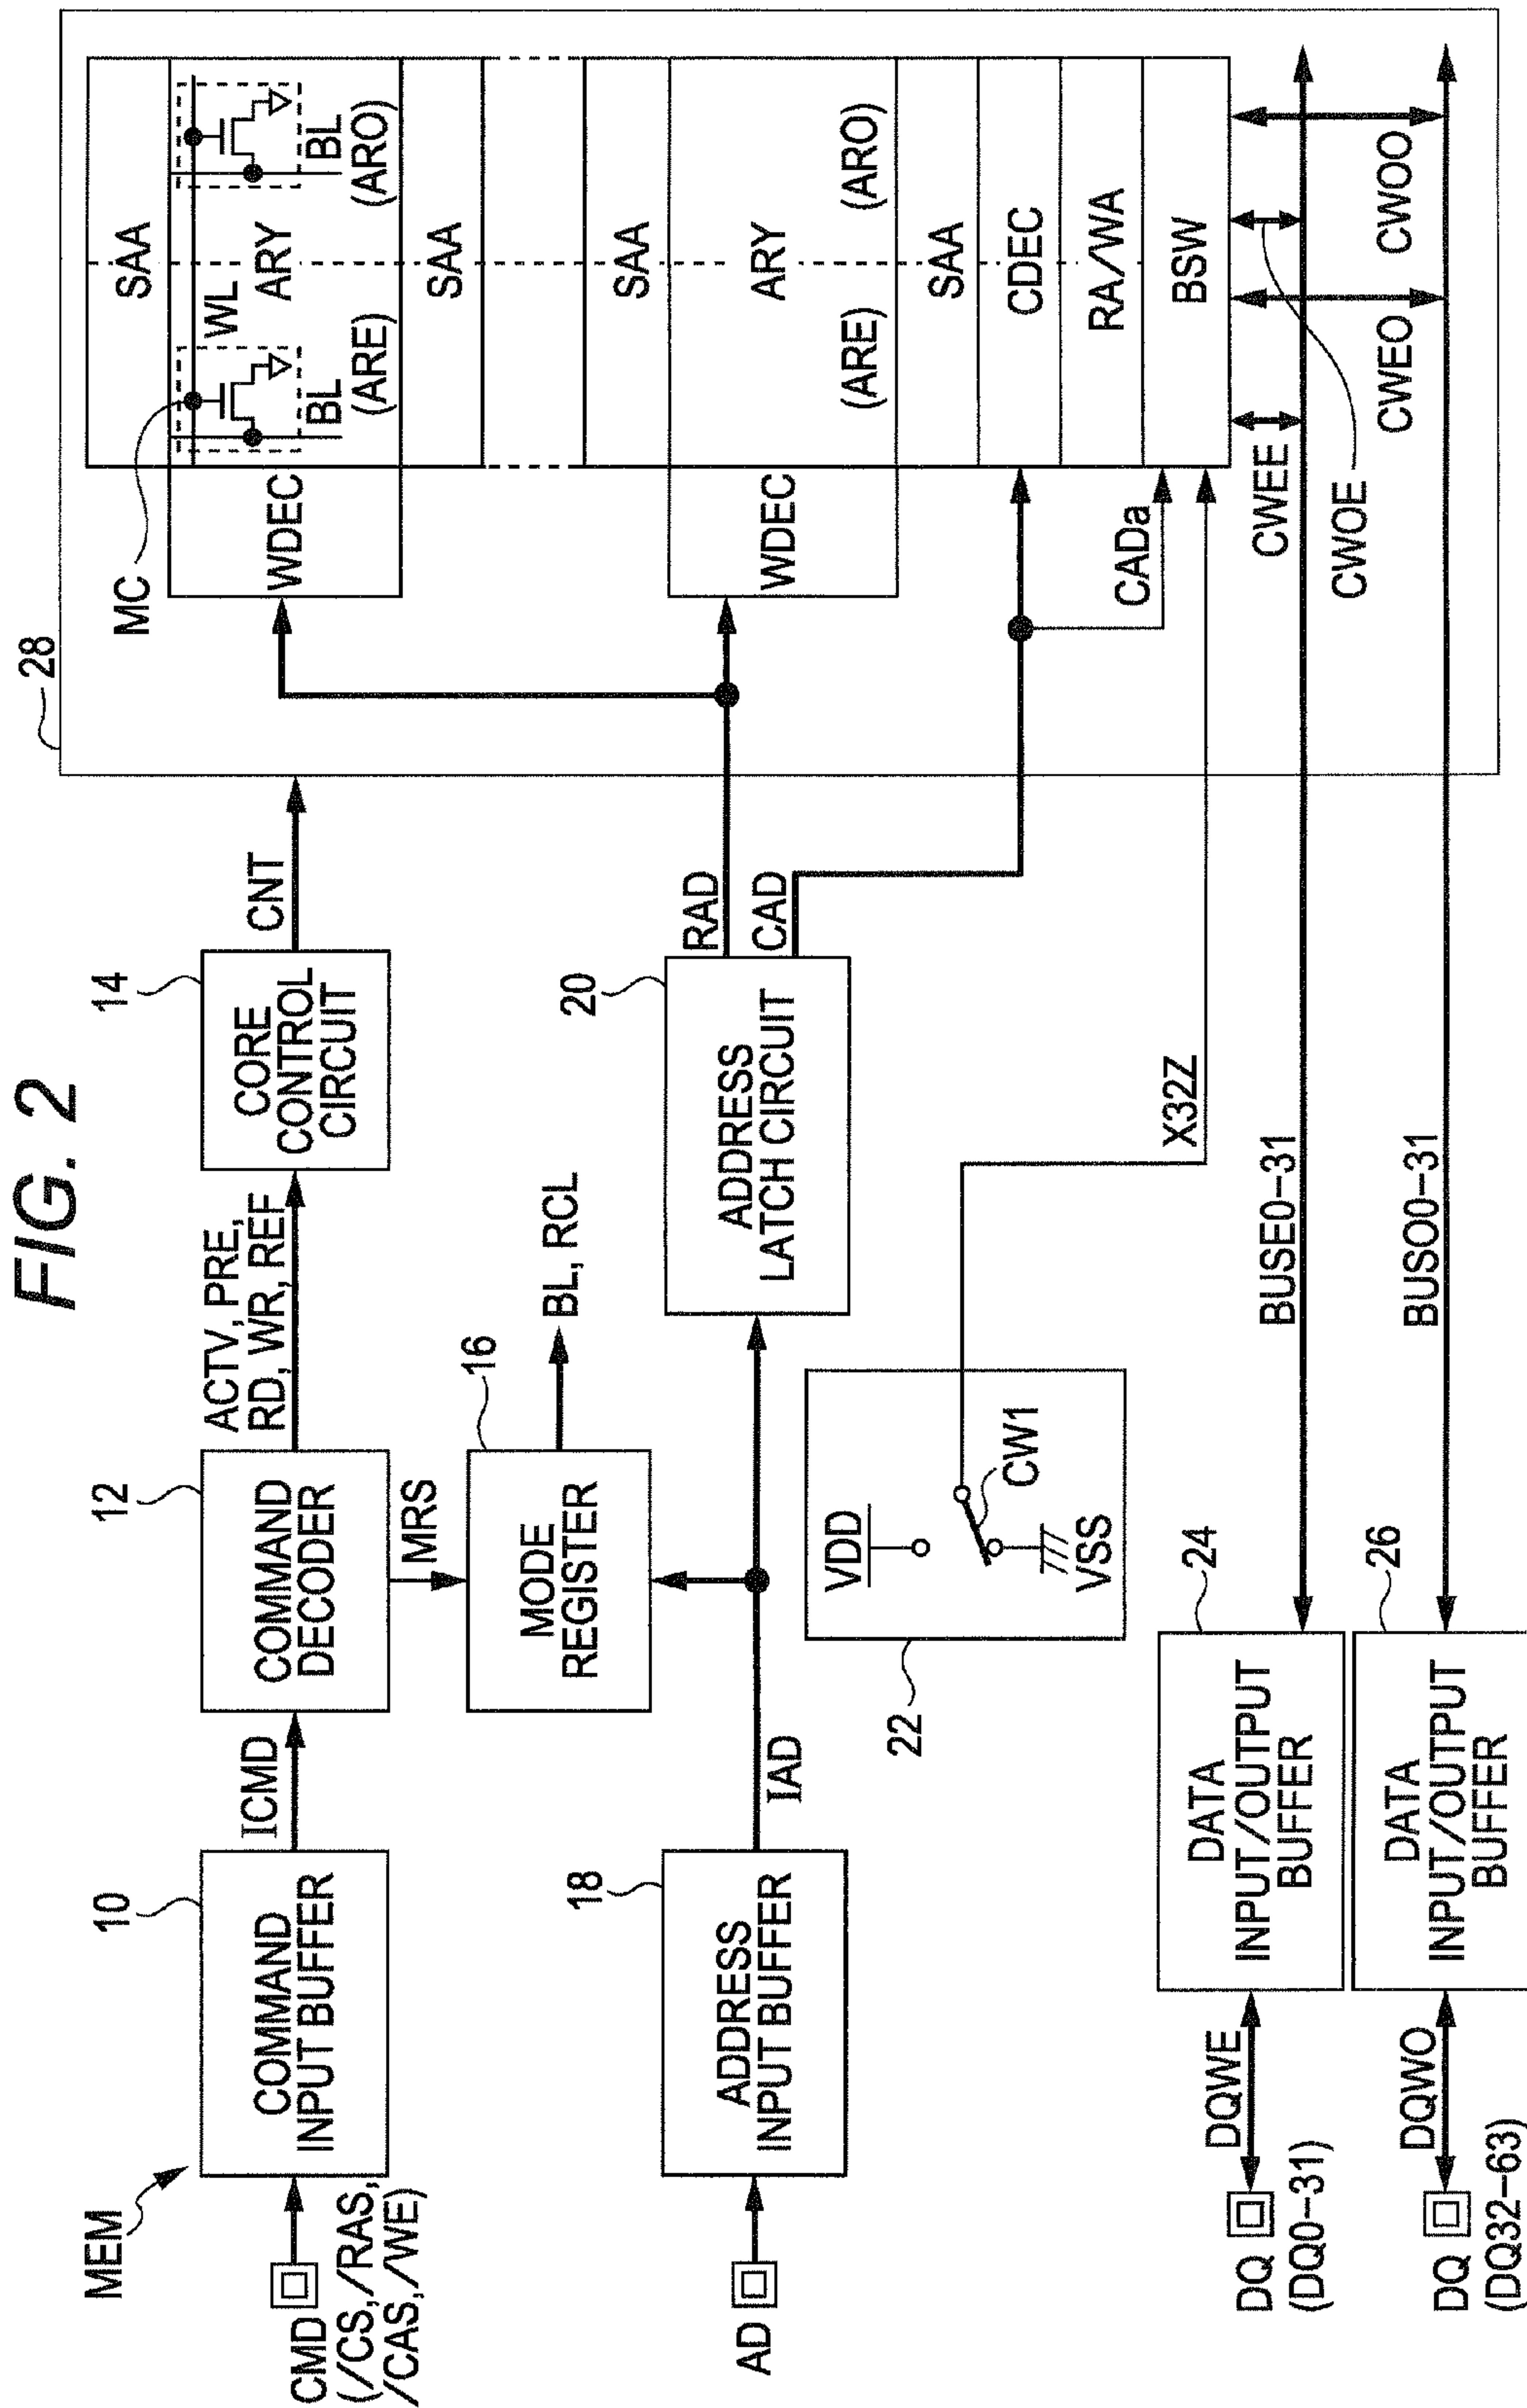 FIG. 2
MEM
CMD
(/CS,/RAS,
/CAS,/WE)
10
COMMAND
INPUT BUFFER
ICMD
12
COMMAND
DECODER
ACTV, PRE,
RD, WR, REF
14
CORE
CONTROL
CIRCUIT
CNT
28
MRS
16
MODE
REGISTER
BL, RCL
AD
18
ADDRESS
INPUT BUFFER
IAD
20
ADDRESS
LATCH CIRCUIT
RAD
CAD
22
VDD
CW1
VSS
X32Z
DQ
(DQ0–31)
DQWE
24
DATA
INPUT/OUTPUT
BUFFER
BUSE0–31
DQ
(DQ32–63)
DQWO
26
DATA
INPUT/OUTPUT
BUFFER
BUSO0–31
MC
SAA
WDEC
WL
BL
(ARE)
ARY
BL
(ARO)
SAA
SAA
WDEC
(ARE)
ARY
(ARO)
SAA
CDEC
RA/WA
CADa
BSW
CWEE
CWOE
CWEO
CWOO